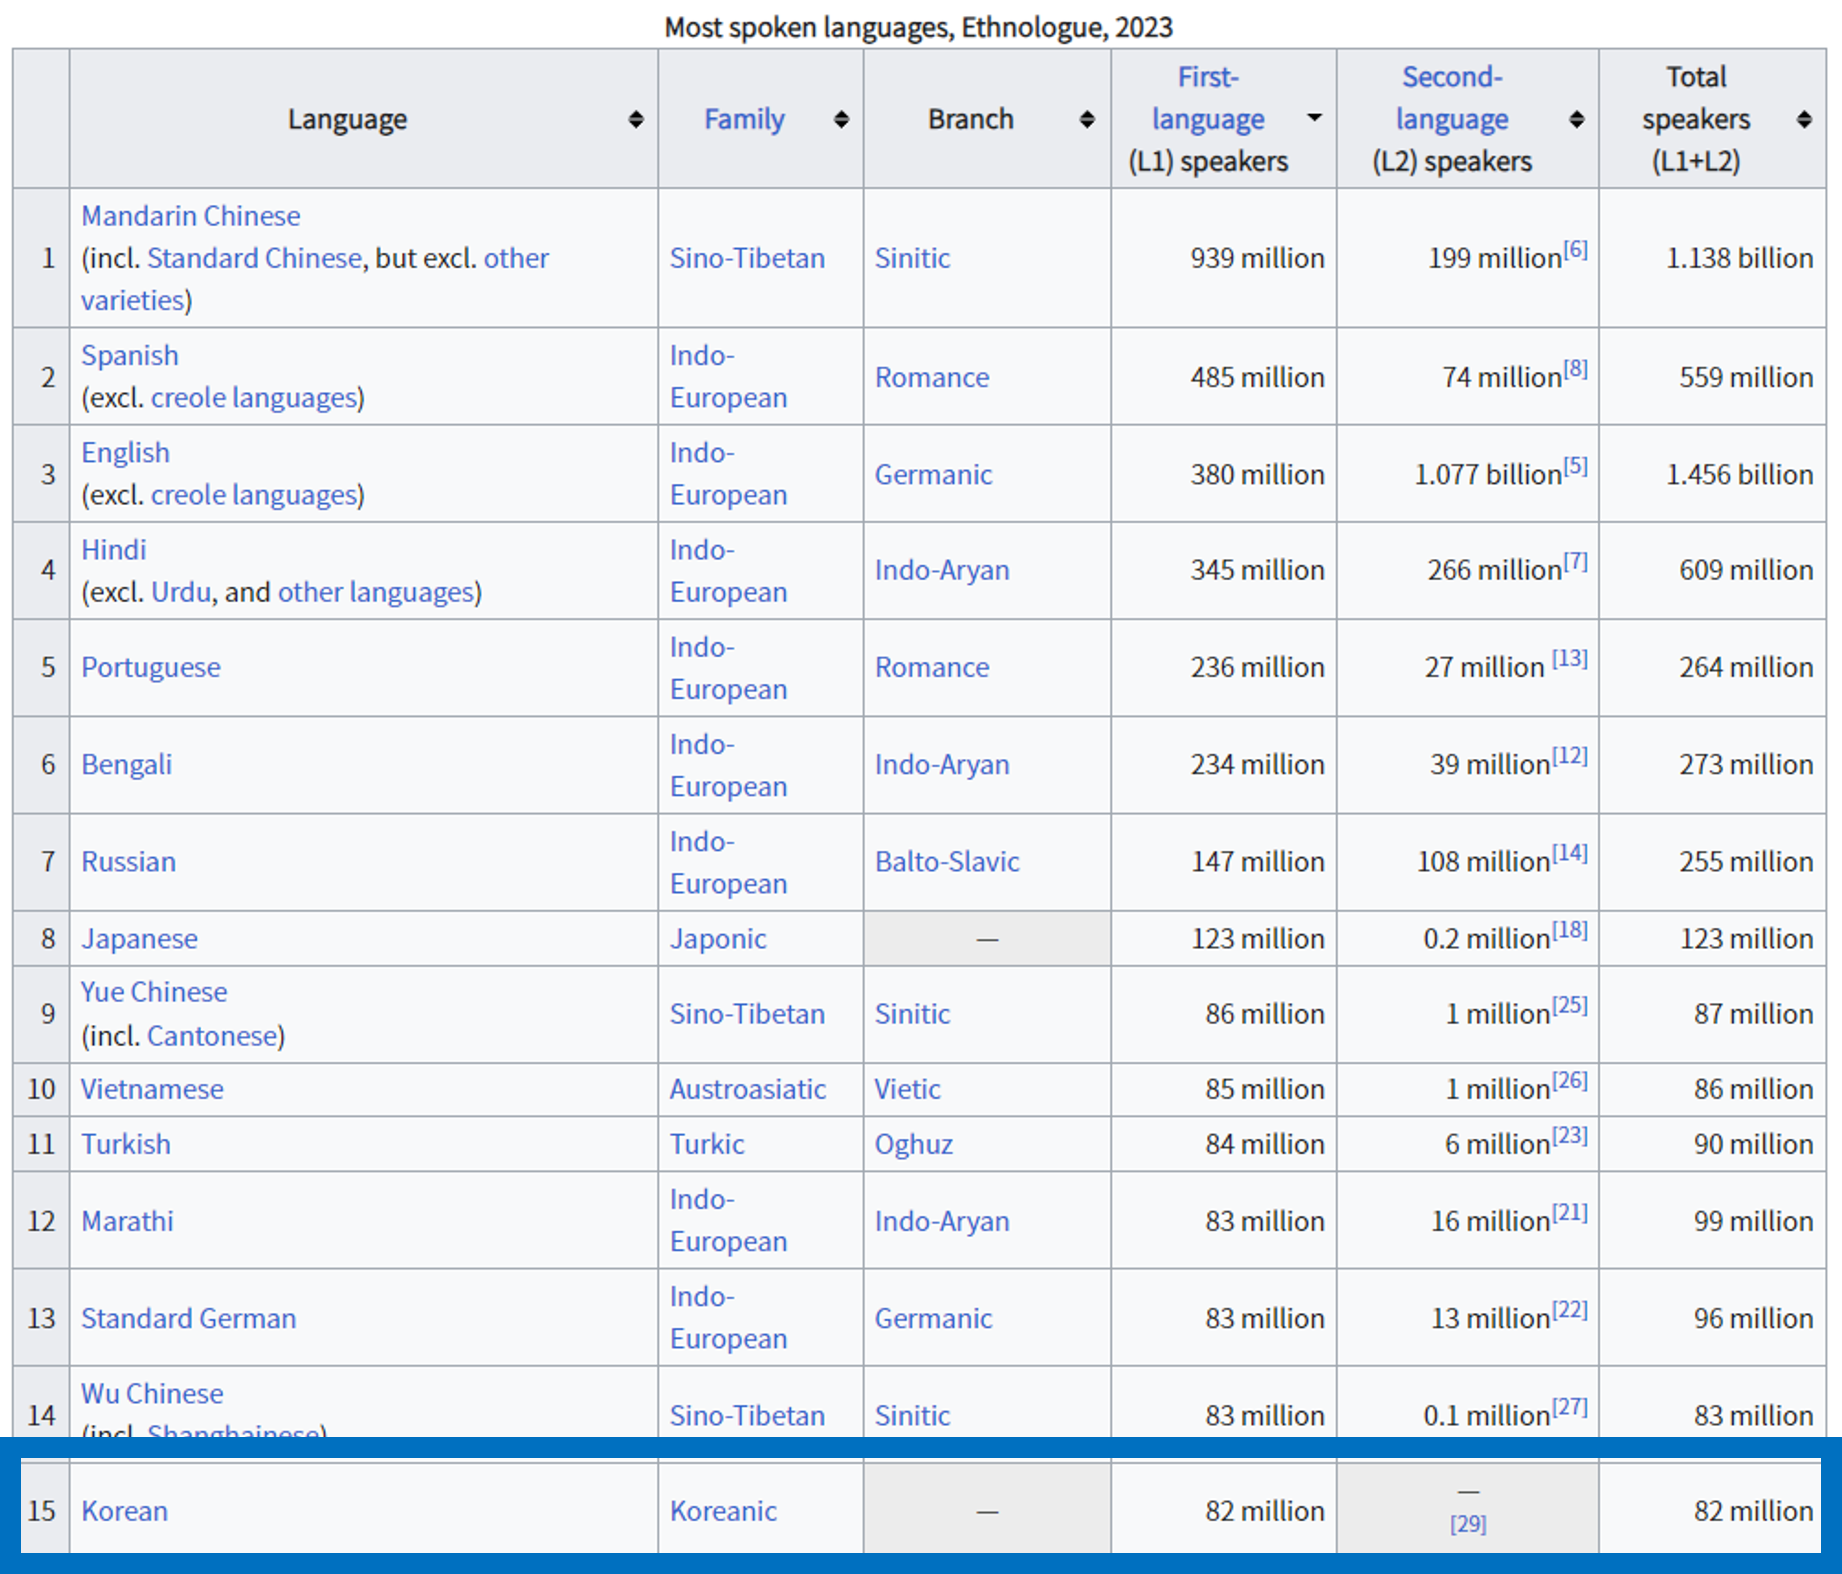 Most spoken languages, Ethnologue, 2023
Language Family Branch First-language (L1) speakers Second-language (L2) speakers Total speakers (L1+L2)
1 Mandarin Chinese (incl. Standard Chinese, but excl. other varieties) Sino-Tibetan Sinitic 939 million 199 million[6] 1.138 billion
2 Spanish (excl. creole languages) Indo-European Romance 485 million 74 million[8] 559 million
3 English (excl. creole languages) Indo-European Germanic 380 million 1.077 billion[5] 1.456 billion
4 Hindi (excl. Urdu, and other languages) Indo-European Indo-Aryan 345 million 266 million[7] 609 million
5 Portuguese Indo-European Romance 236 million 27 million [13] 264 million
6 Bengali Indo-European Indo-Aryan 234 million 39 million[12] 273 million
7 Russian Indo-European Balto-Slavic 147 million 108 million[14] 255 million
8 Japanese Japonic — 123 million 0.2 million[18] 123 million
9 Yue Chinese (incl. Cantonese) Sino-Tibetan Sinitic 86 million 1 million[25] 87 million
10 Vietnamese Austroasiatic Vietic 85 million 1 million[26] 86 million
11 Turkish Turkic Oghuz 84 million 6 million[23] 90 million
12 Marathi Indo-European Indo-Aryan 83 million 16 million[21] 99 million
13 Standard German Indo-European Germanic 83 million 13 million[22] 96 million
14 Wu Chinese (incl. Shanghainese) Sino-Tibetan Sinitic 83 million 0.1 million[27] 83 million
15 Korean Koreanic — 82 million — [29] 82 million